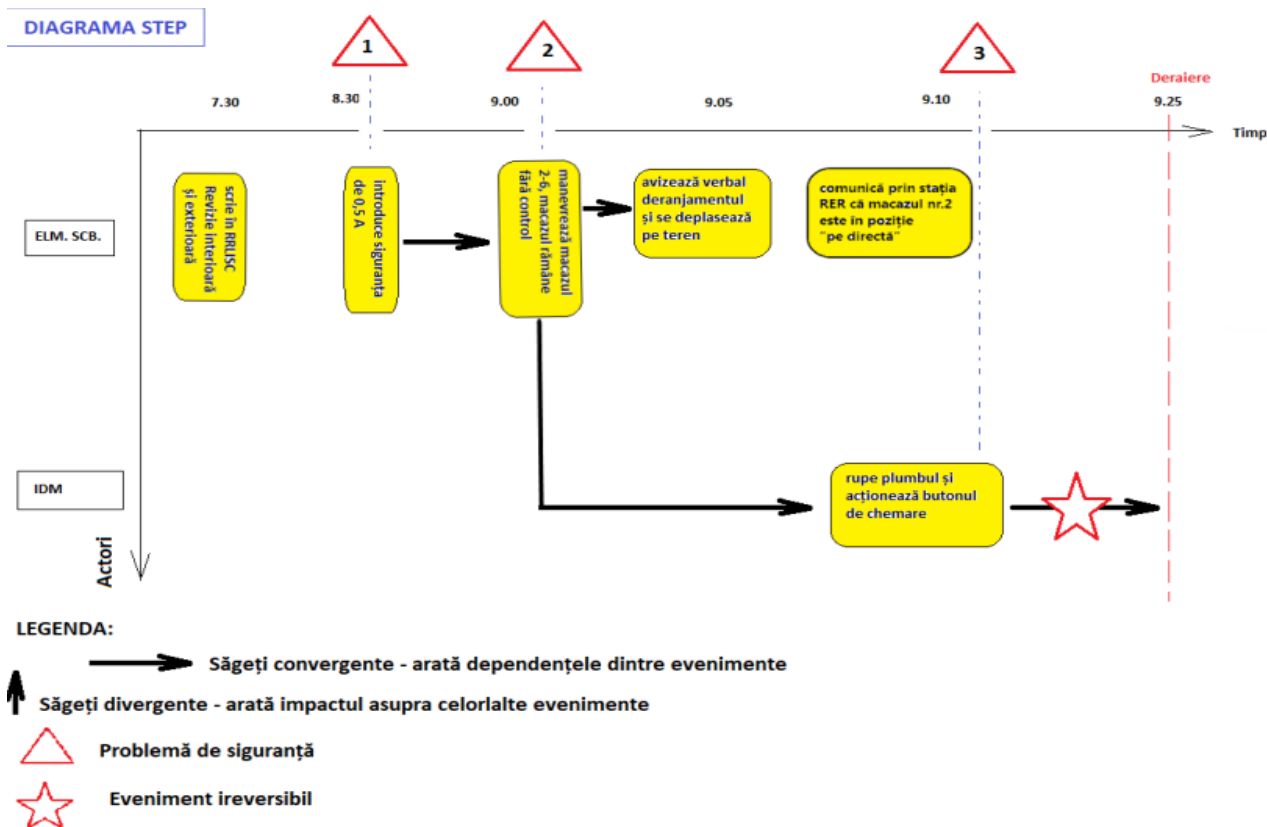 DIAGRAMA STEP
1
2
3
Deraiere
7.30
8.30
9.00
9.05
9.10
9.25
Timp
ELM. SCB.
scrie în RRLISC
Revizie interioară
și exterioară
introduce siguranța
de 0,5 A
manevrează macazul
2-6, macazul rămâne
fără control
avizează verbal
deranjamentul
și se deplasează
pe teren
comunică prin stația
RER că macazul nr.2
este în poziție
"pe directă"
IDM
rupe plumbul și
acționează butonul
de chemare
Actori
LEGENDA:
Săgeți convergente - arată dependențele dintre evenimente
Săgeți divergente - arată impactul asupra celorlalte evenimente
Problemă de siguranță
Eveniment ireversibil